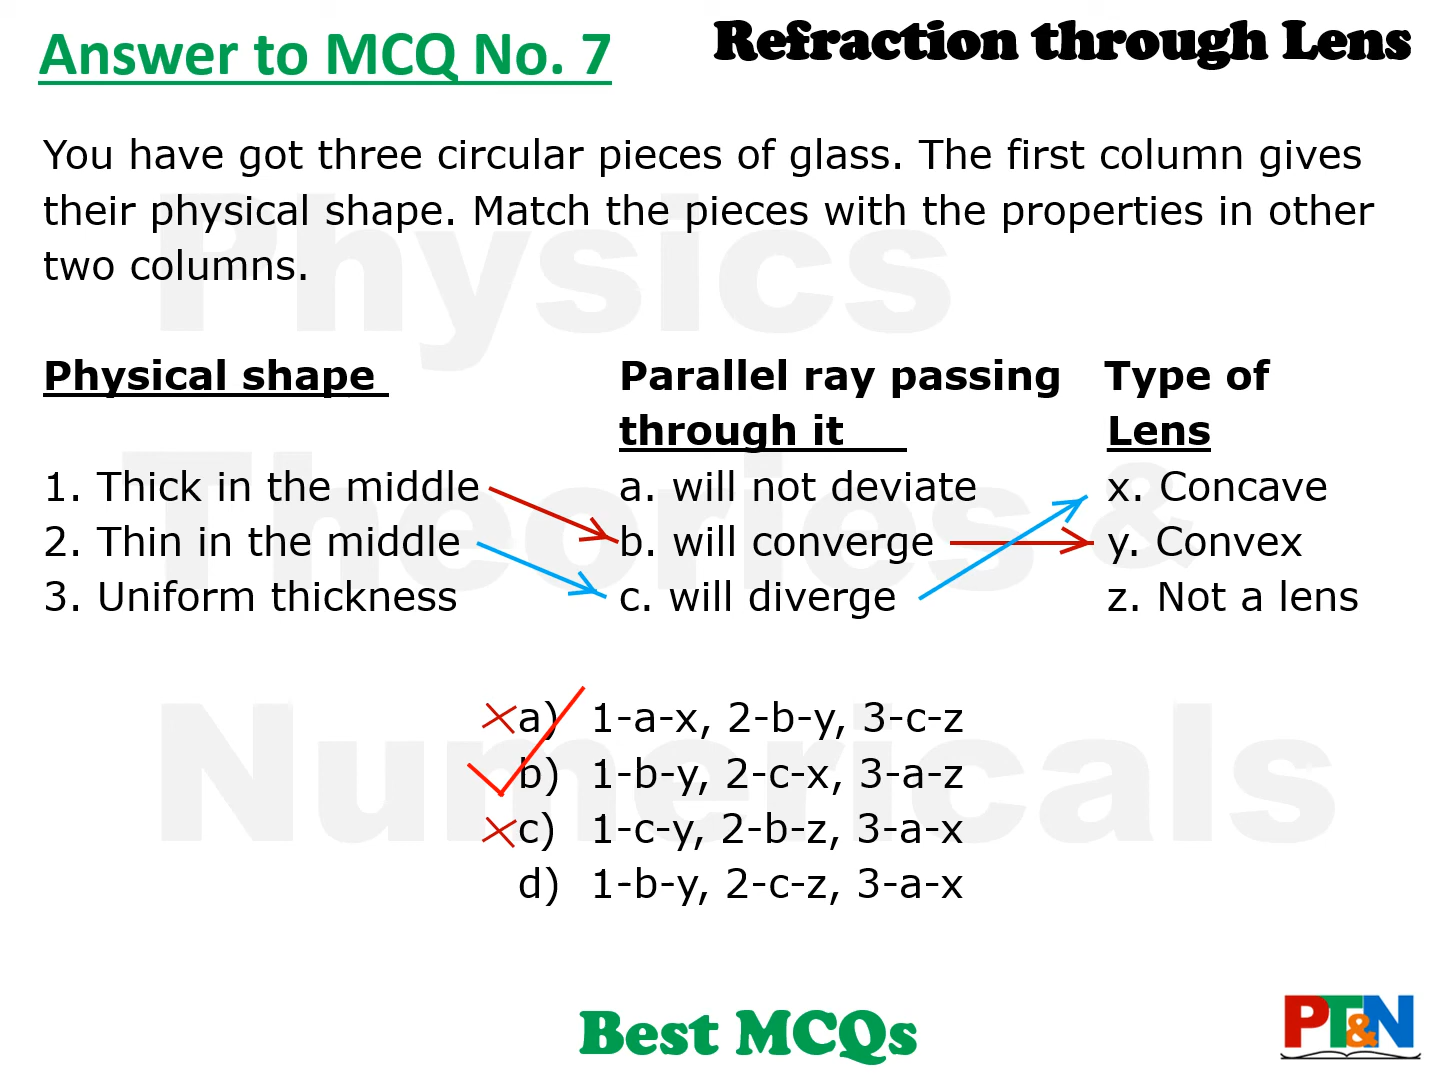 Answer to MCQ No. 7
Refraction through Lens
You have got three circular pieces of glass. The first column gives
their physical shape. Match the pieces with the properties in other
two columns.
Physical shape
Parallel ray passing
through it
Type of
Lens
1. Thick in the middle
a. will not deviate
x. Concave
2. Thin in the middle
b. will converge
y. Convex
3. Uniform thickness
c. will diverge
z. Not a lens
a) 1-a-x, 2-b-y, 3-c-z
b) 1-b-y, 2-c-x, 3-a-z
c) 1-c-y, 2-b-z, 3-a-x
d) 1-b-y, 2-c-z, 3-a-x
Physics
Theories &
Numericals
Best MCQs
PT&N